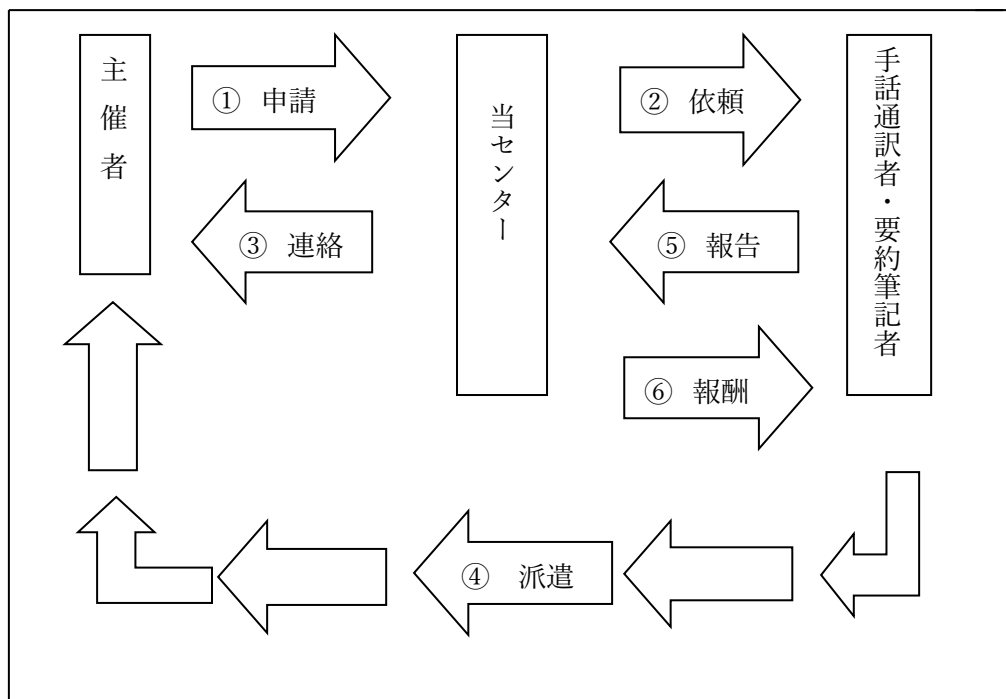 主催者
① 申請
当センター
② 依頼
手話通訳者・要約筆記者
③ 連絡
⑤ 報告
⑥ 報酬
④ 派遣